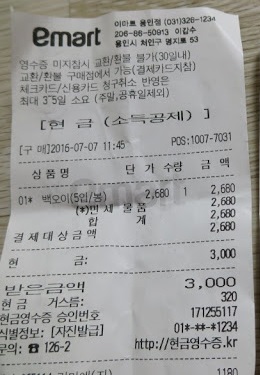 emart
이마트 용인점 (031)326-1234
206-86-50913 이갑수
용인시 처인구 명지로 53
영수증 미지참시 교환/환불 불가(30일내)
교환/환불 구매점에서 가능(결제카드지참)
체크카드/신용카드 청구취소 반영은
최대 3~5일 소요 (주말,공휴일제외)
[현 금 (소득공제) ]
[구 매]2016-07-07 11:45 POS:1007-7031
상 품 명 단 가 수 량 금 액
01* 백오이(5입/봉) 2,680 1 2,680
(*)면 세 물 품 2,680
합 계 2,680
결 제 대 상 금 액 2,680
현 금: 3,000
받 은 금 액 3,000
현금 거스름: 320
현금영수증 승인번호 171255117
식별정보: [자진발급] 01*-**-*1234
문의: ☎ 126-2 http://현금영수증.kr
1180